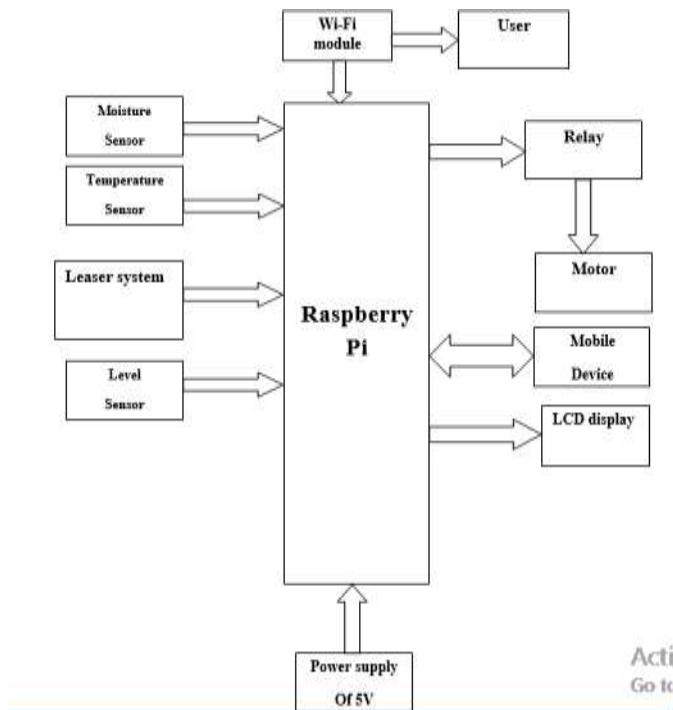 Wi-Fi
module
User
Moisture
Sensor
Temperature
Sensor
Leaser system
Level
Sensor
Raspberry
Pi
Relay
Motor
Mobile
Device
LCD display
Power supply
Of 5V
Acti
Go to